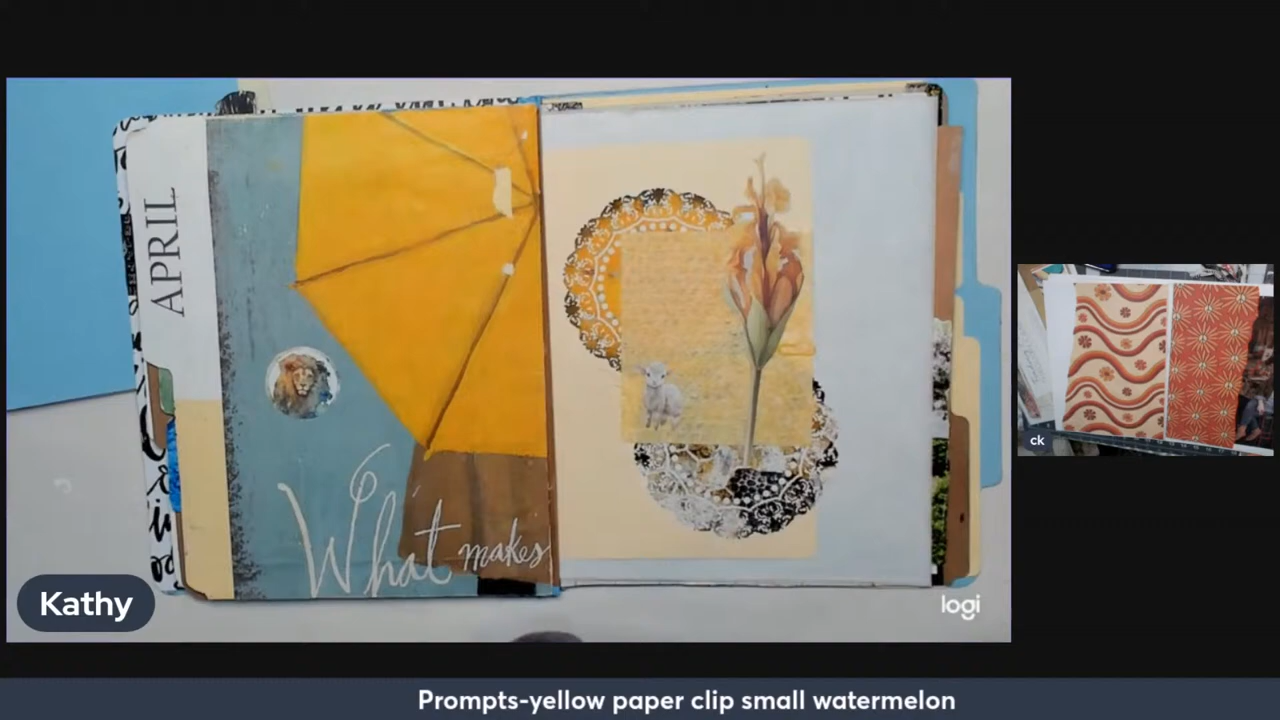 APRIL
What makes
Kathy
logi
ck
Prompts-yellow paper clip small watermelon